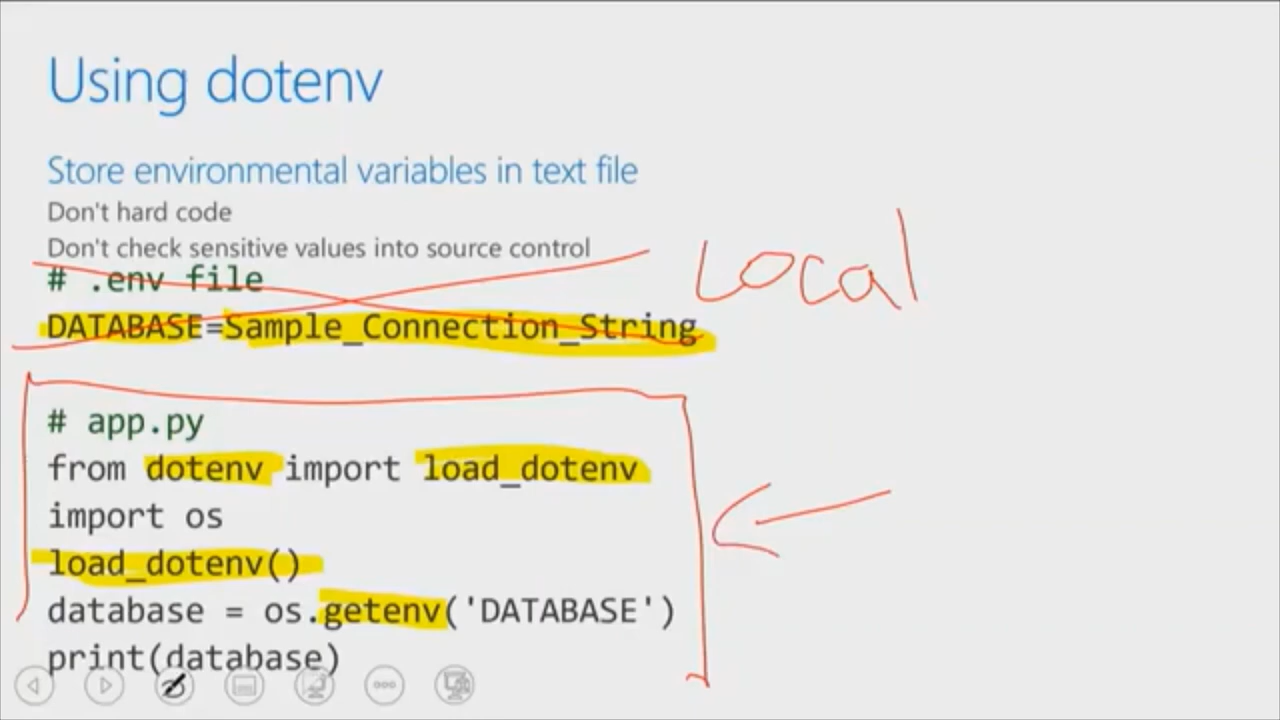 Using dotenv
Store environmental variables in text file
Don't hard code
Don't check sensitive values into source control
Local
# .env file
DATABASE=Sample_Connection_String
# app.py
from dotenv import load_dotenv
import os
load_dotenv()
database = os.getenv('DATABASE')
print(database)